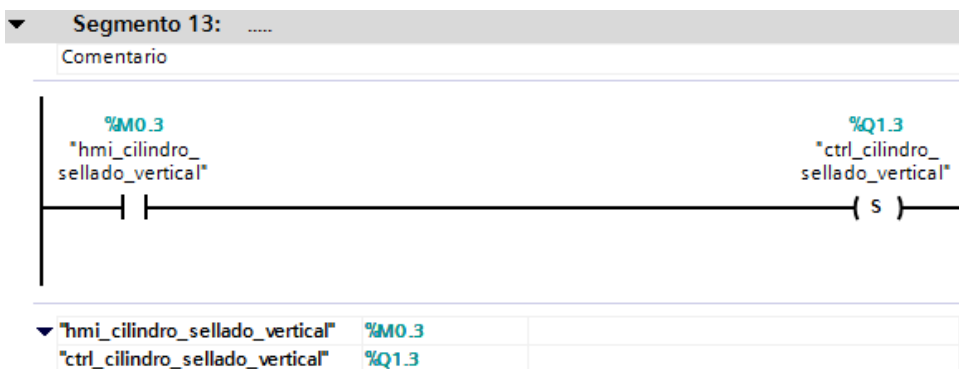 Segmento 13: .....
Comentario
%M0.3
"hmi_cilindro_
sellado_vertical"
%Q1.3
"ctrl_cilindro_
sellado_vertical"
S
"hmi_cilindro_sellado_vertical" %M0.3
"ctrl_cilindro_sellado_vertical" %Q1.3